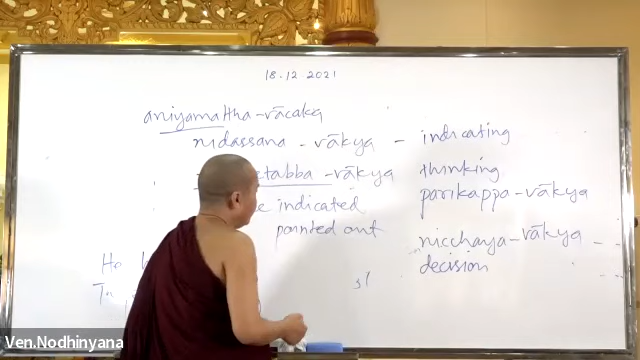 18.12.2021
aniyamattha-vācaka
nidassana - vākya - indicating
tabba - vākya thinking
parikappa-vākya
indicated
pointed out
nicchaya-vākya
decision
Ven.Nodhinyana